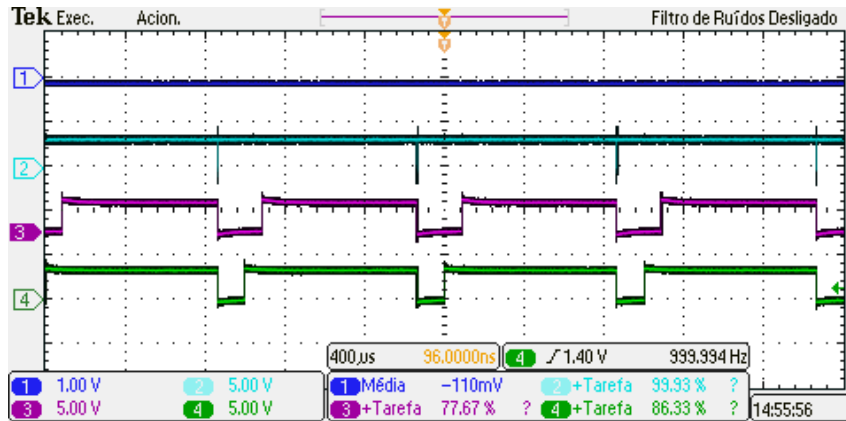 Tek Exec. Acion. Filtro de Ruídos Desligado
T
T
1
2
3
4
400µs 96.0000ns 4 ∫ 1.40 V 999.994 Hz
1 1.00 V 2 5.00 V 1 Média −110mV 2 +Tarefa 99.93 % ?
3 5.00 V 4 5.00 V 3 +Tarefa 77.67 % ? 4 +Tarefa 86.33 % ? 14:55:56